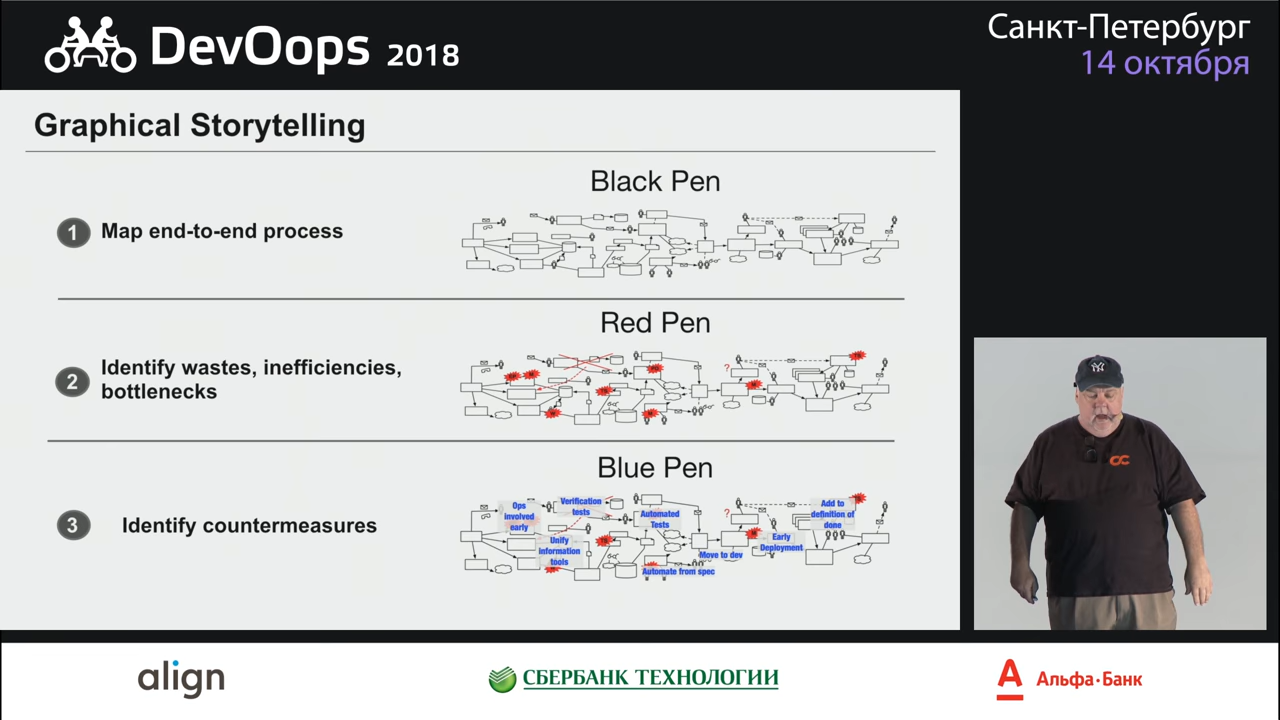 DevOops 2018
Санкт-Петербург
14 октября
Graphical Storytelling
Black Pen
1 Map end-to-end process
Red Pen
2 Identify wastes, inefficiencies,
bottlenecks
?
Blue Pen
3 Identify countermeasures
Ops
involved
early
Verification
tests
Unify
information
tools
Automated
Tests
Automate from spec
Move to dev
?
Early
Deployment
Add to
definition of
done
align
СБЕРБАНК ТЕХНОЛОГИИ
А Альфа·Банк